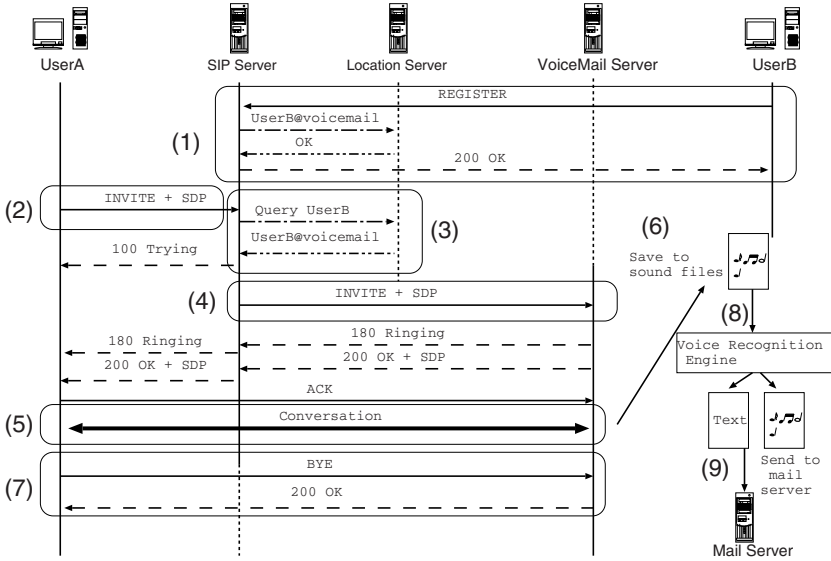 UserA
SIP Server
Location Server
VoiceMail Server
UserB
REGISTER
UserB@voicemail
(1)
OK
200 OK
(2)
INVITE + SDP
Query UserB
(3)
UserB@voicemail
100 Trying
(6)
Save to
sound files
(4)
INVITE + SDP
(8)
180 Ringing
180 Ringing
200 OK + SDP
200 OK + SDP
Voice Recognition
Engine
ACK
(5)
Conversation
Text
(7)
BYE
200 OK
(9)
Send to
mail
server
Mail Server